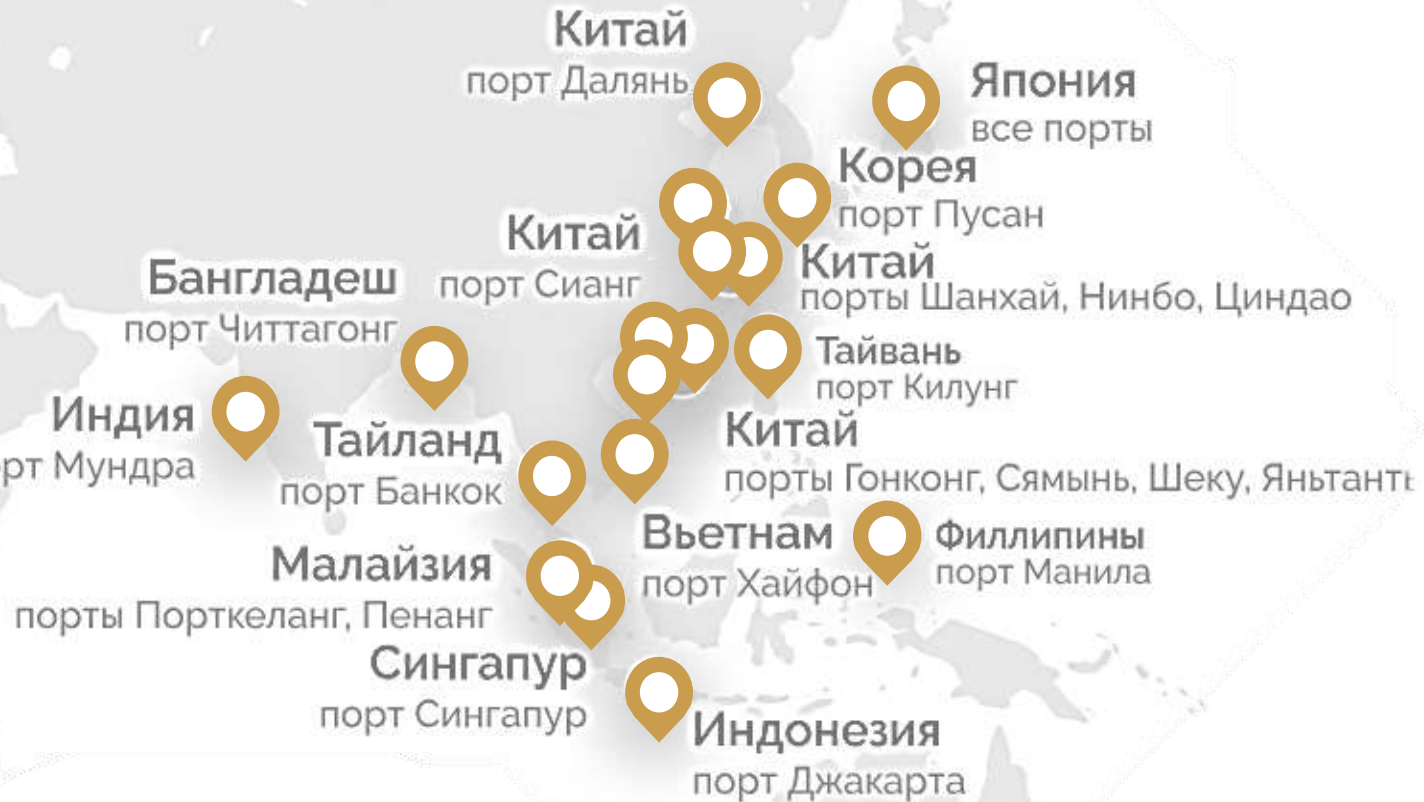 Китай
порт Далянь
Япония
все порты
Корея
порт Пусан
Китай
порт Сианг
Китай
порты Шанхай, Нинбо, Циндао
Бангладеш
порт Читтагонг
Тайвань
порт Килунг
Индия
рт Мундра
Тайланд
порт Банкок
Китай
порты Гонконг, Сямынь, Шеку,
Вьетнам
порт Хайфон
Филлипины
порт Манила
Малайзия
порты Порткеланг, Пенанг
Сингапур
порт Сингапур
Индонезия
порт Джакарта